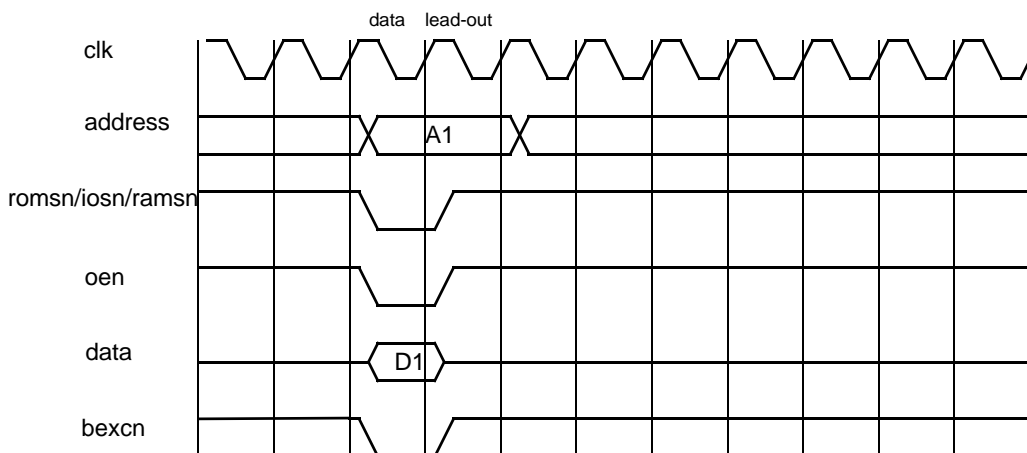 data lead-out
clk
address
A1
romsn/iosn/ramsn
oen
data
D1
bexcn